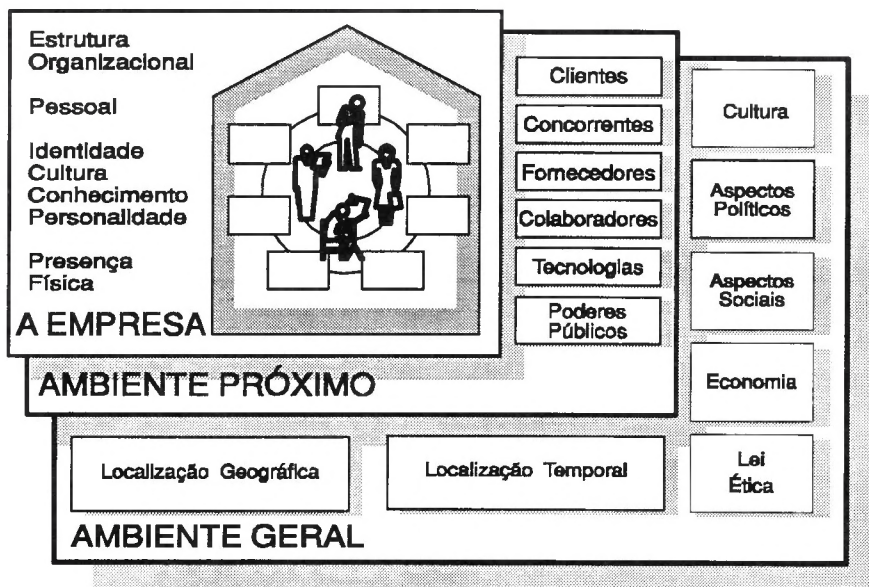 Estrutura
Organizacional
Pessoal
Identidade
Cultura
Conhecimento
Personalidade
Presença
Física
A EMPRESA
Clientes
Concorrentes
Fornecedores
Colaboradores
Tecnologias
Poderes
Públicos
AMBIENTE PRÓXIMO
Cultura
Aspectos
Políticos
Aspectos
Sociais
Economia
Lei
Ética
Localização Geográfica
Localização Temporal
AMBIENTE GERAL